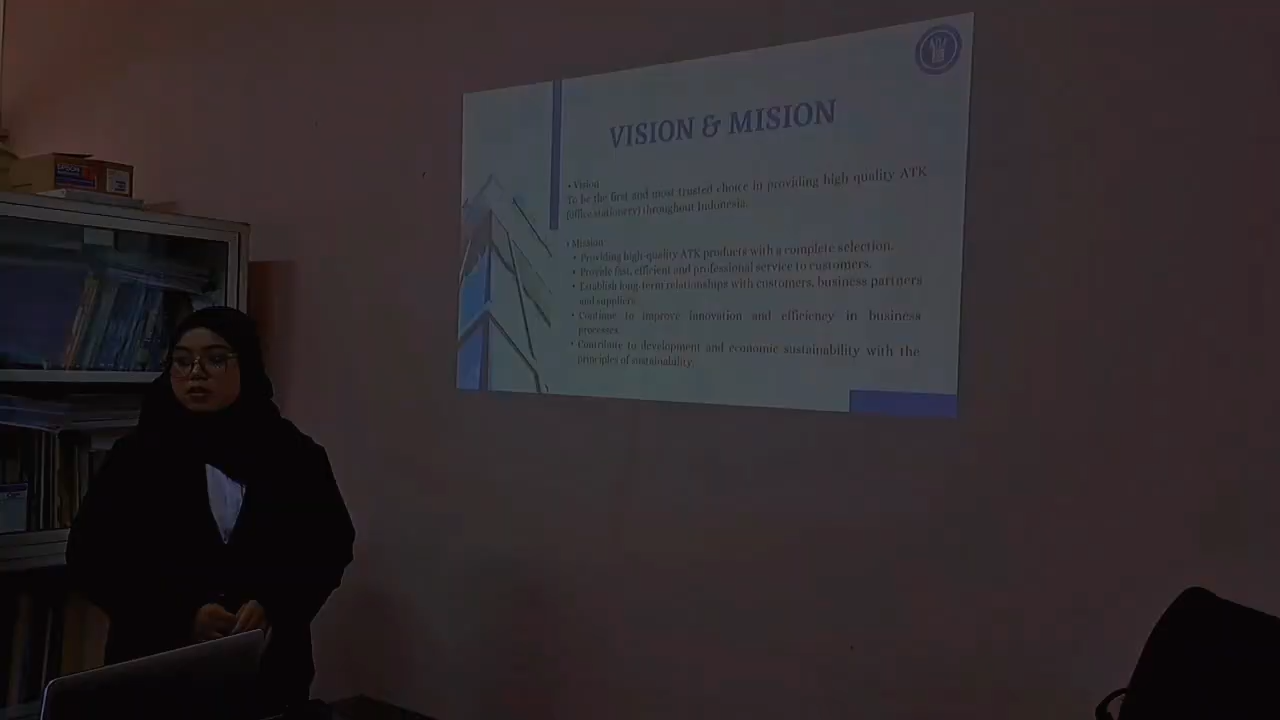 EPSON
VISION & MISION
• Vision
To be the first and most trusted choice in providing high quality ATK
(office stationery) throughout Indonesia.
• Mission
• Providing high-quality ATK products with a complete selection.
• Provide fast, efficient and professional service to customers.
• Establish long-term relationships with customers, business partners
and suppliers.
• Continue to improve innovation and efficiency in business
processes.
• Contribute to development and economic sustainability with the
principles of sustainability.